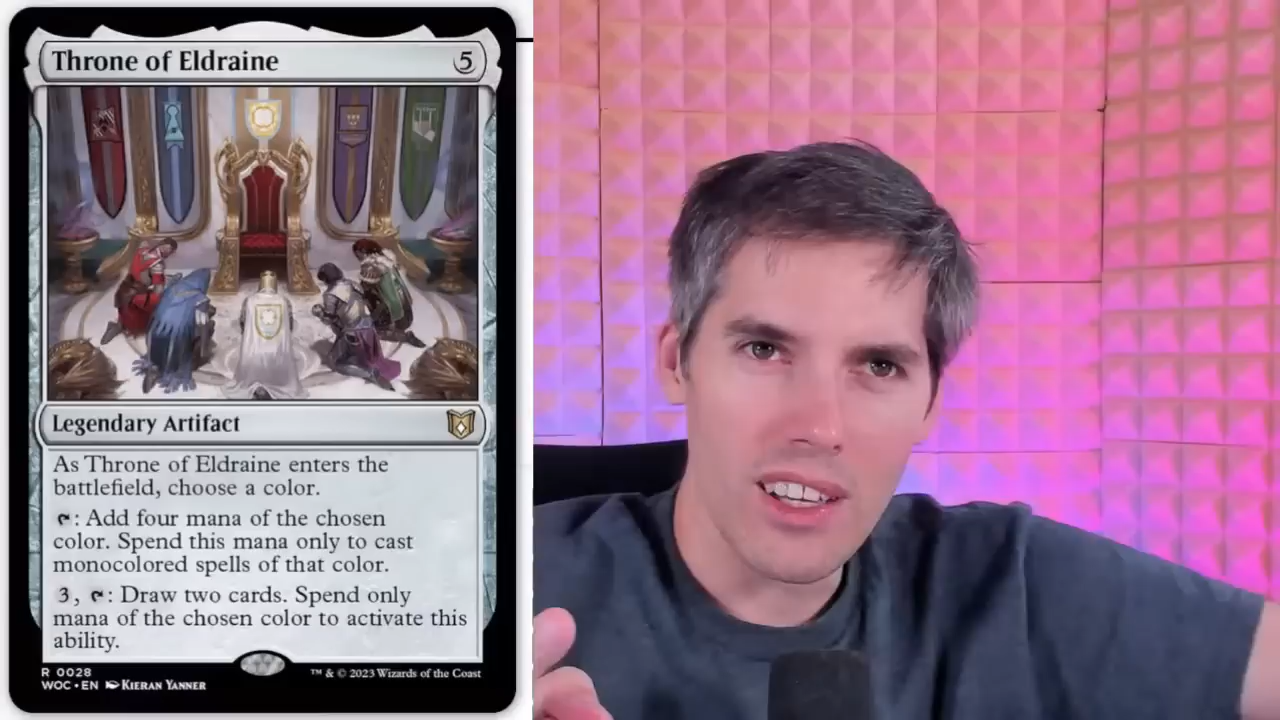 Throne of Eldraine 5
Legendary Artifact
As Throne of Eldraine enters the
battlefield, choose a color.
: Add four mana of the chosen
color. Spend this mana only to cast
monocolored spells of that color.
3, : Draw two cards. Spend only
mana of the chosen color to activate this
ability.
R 0028 ™ & © 2023 Wizards of the Coast
WOC • EN KIERAN YANNER